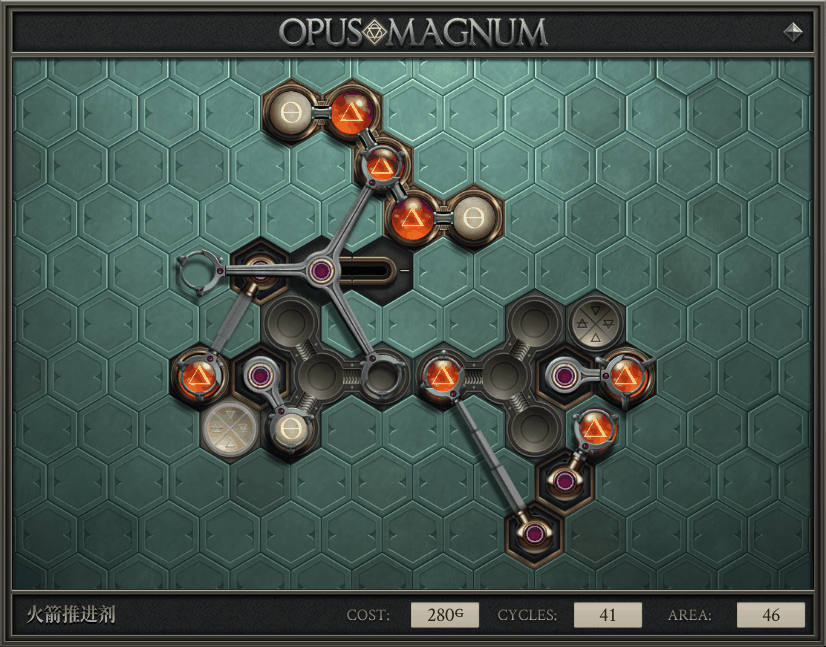 OPUS MAGNUM
火箭推进剂
COST: 280G
CYCLES: 41
AREA: 46